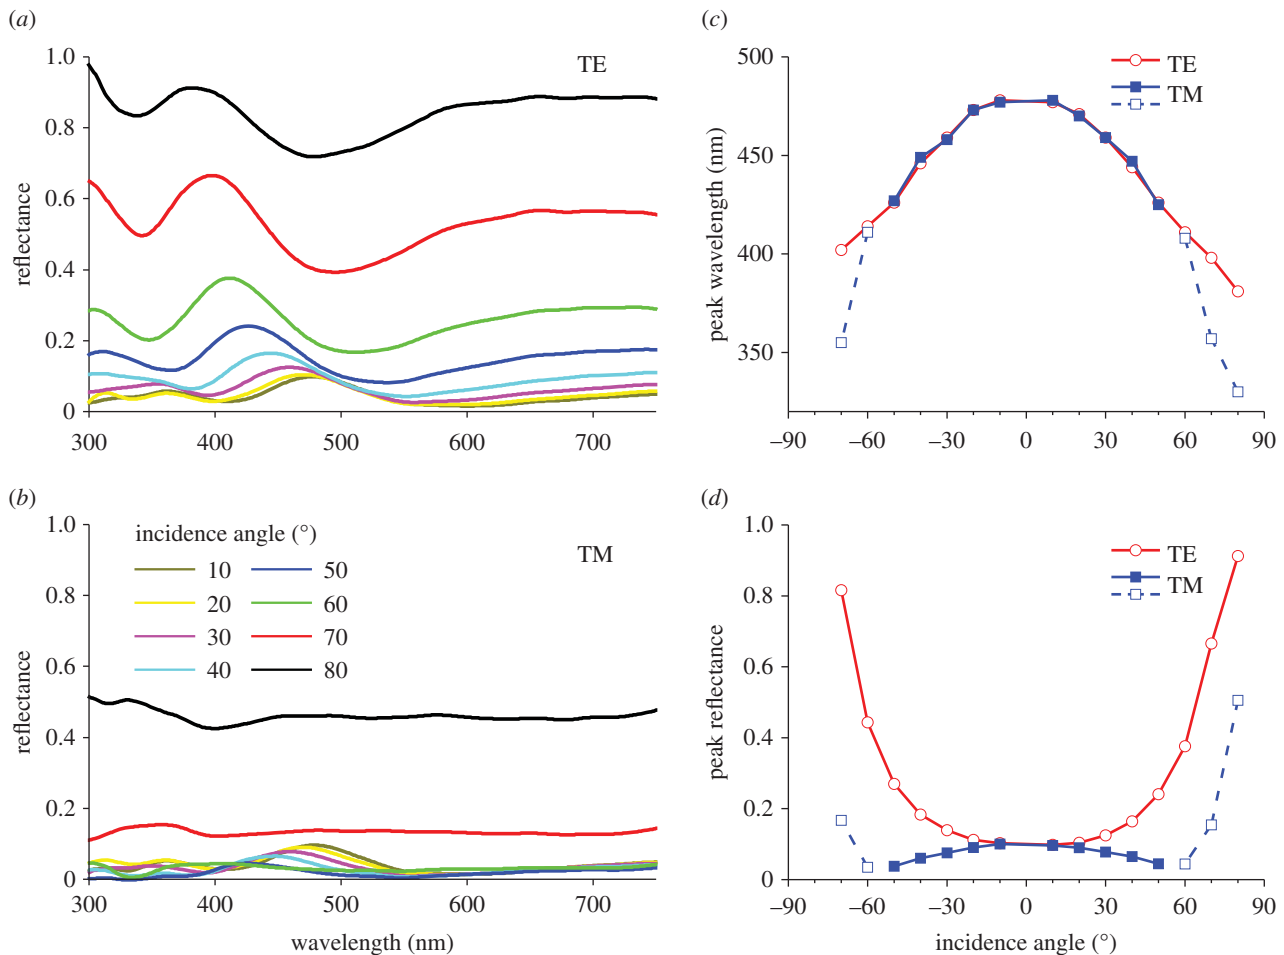 (a)
TE
1.0
0.8
0.6
0.4
0.2
0
reflectance
300 400 500 600 700
(b)
TM
incidence angle (°)
10 50
20 60
30 70
40 80
1.0
0.8
0.6
0.4
0.2
0
reflectance
300 400 500 600 700
wavelength (nm)
(c)
TE
TM
500
450
400
350
peak wavelength (nm)
–90 –60 –30 0 30 60 90
(d)
TE
TM
1.0
0.8
0.6
0.4
0.2
0
peak reflectance
–90 –60 –30 0 30 60 90
incidence angle (°)